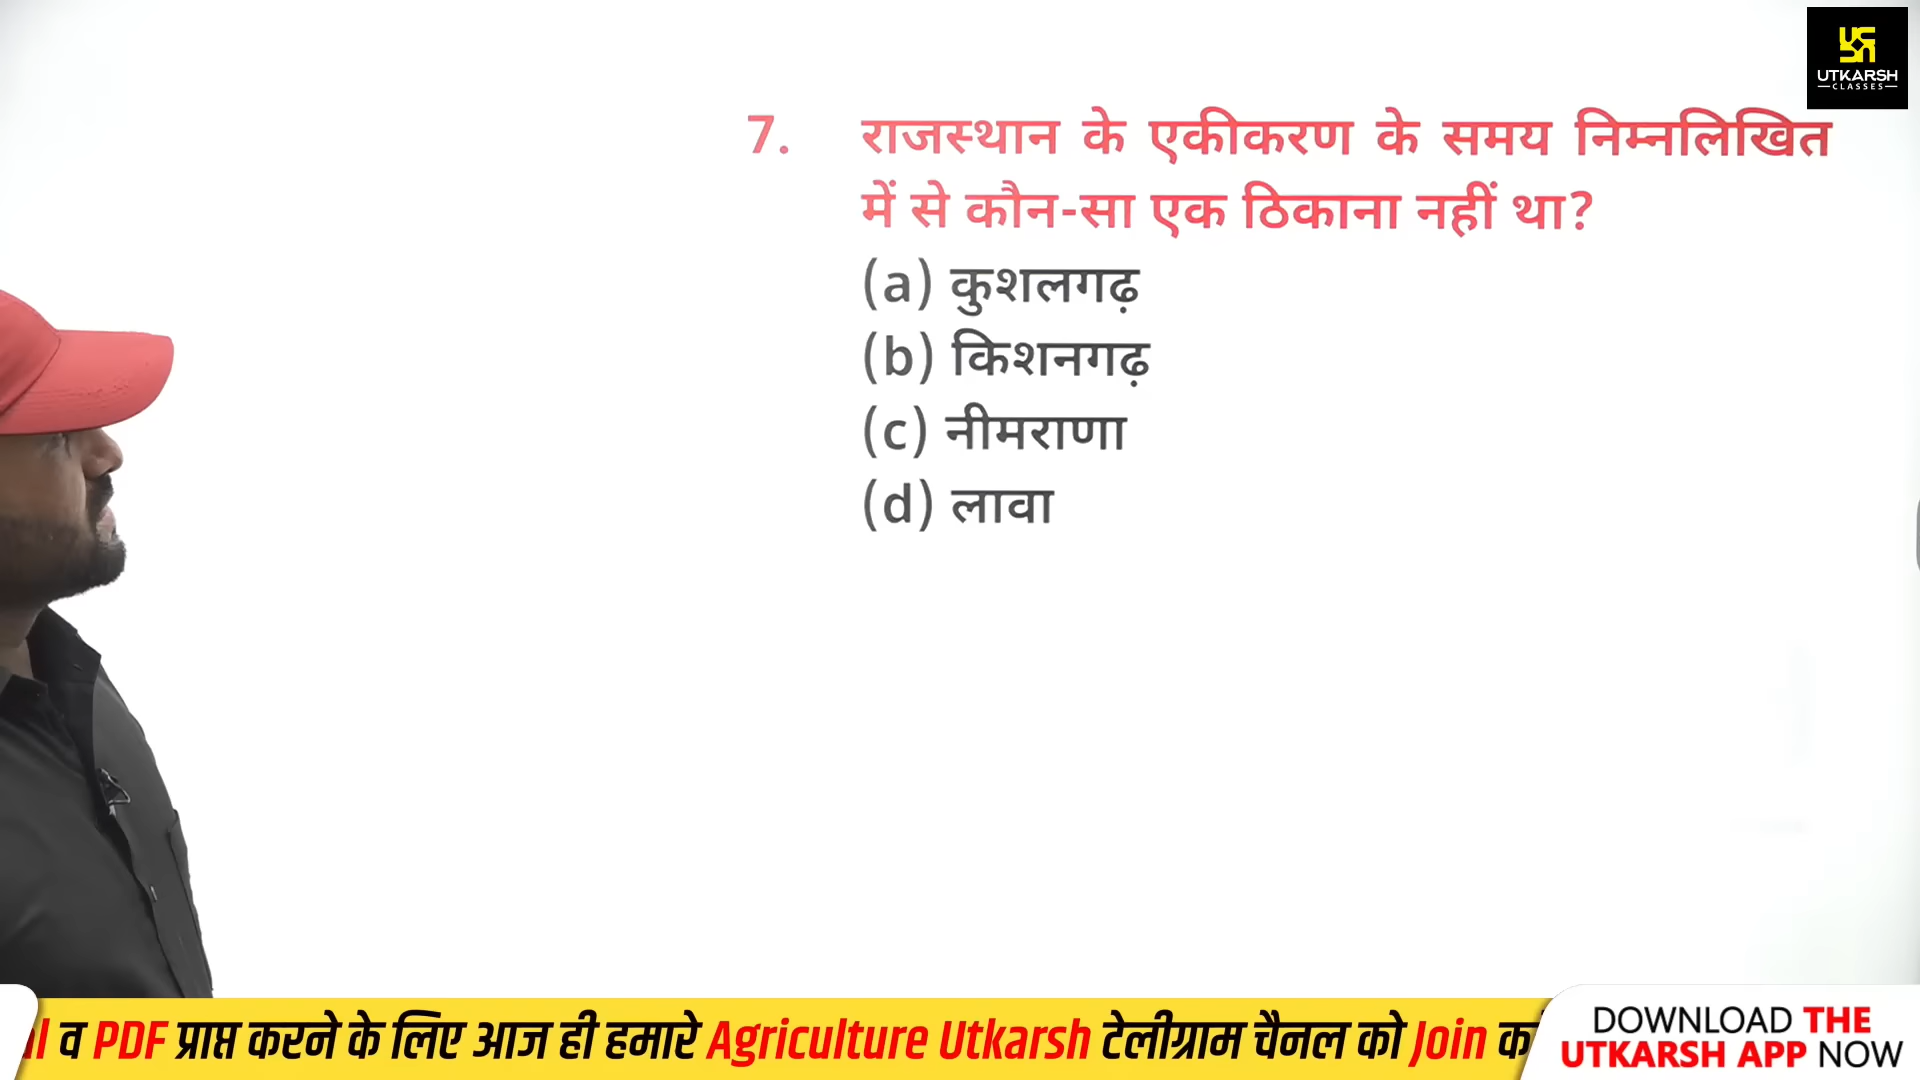 UTKARSH
CLASSES
7. राजस्थान के एकीकरण के समय निम्नलिखित
में से कौन-सा एक ठिकाना नहीं था?
(a) कुशलगढ़
(b) किशनगढ़
(c) नीमराणा
(d) लावा
व PDF प्राप्त करने के लिए आज ही हमारे Agriculture Utkarsh टेलीग्राम चैनल को Join
DOWNLOAD THE
UTKARSH APP NOW